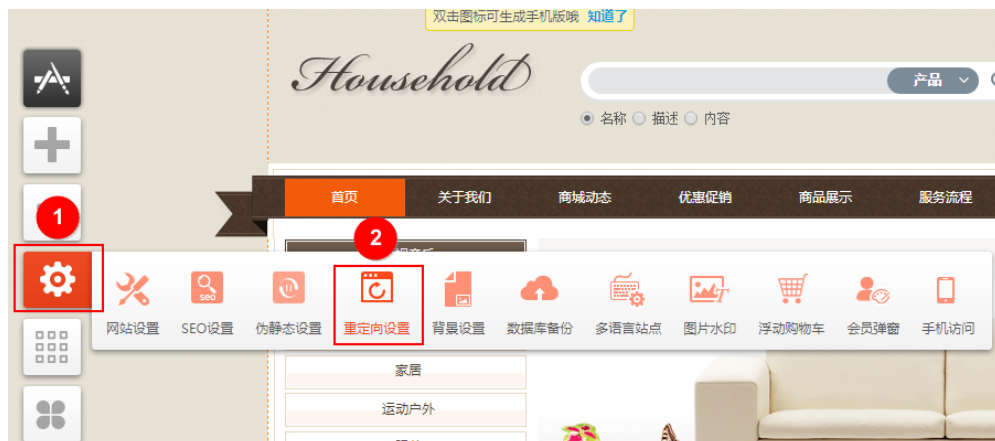 双击图标可生成手机版哦 知道了
Household
产品
名称 描述 内容
首页 关于我们 商城动态 优惠促销 商品展示 服务流程
1
2
seo
网站设置 SEO设置 伪静态设置 重定向设置 背景设置 数据库备份 多语言站点 图片水印 浮动购物车 会员弹窗 手机访问
家居
运动户外